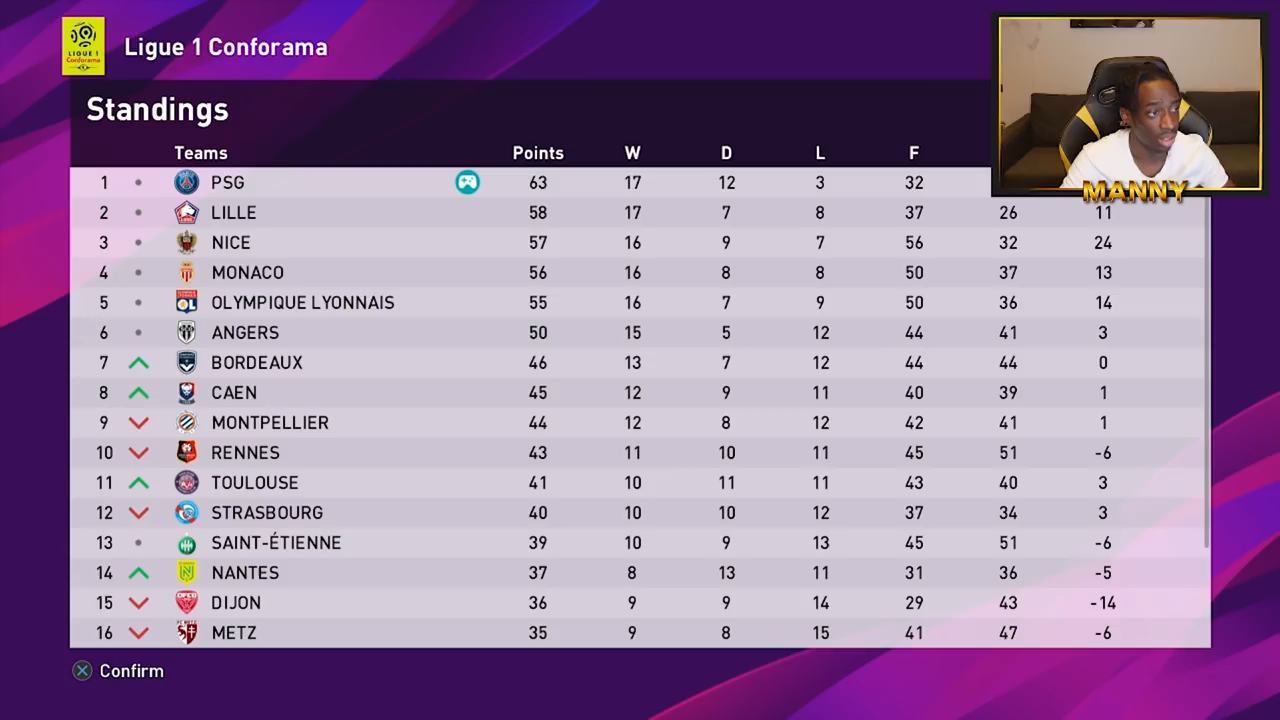 LIGUE 1
Conforama
Ligue 1 Conforama
Standings
Teams Points W D L F
1 PSG 63 17 12 3 32
MANNY
2 LILLE 58 17 7 8 37 26 11
3 NICE 57 16 9 7 56 32 24
4 MONACO 56 16 8 8 50 37 13
5 OLYMPIQUE LYONNAIS 55 16 7 9 50 36 14
6 ANGERS 50 15 5 12 44 41 3
7 BORDEAUX 46 13 7 12 44 44 0
8 CAEN 45 12 9 11 40 39 1
9 MONTPELLIER 44 12 8 12 42 41 1
10 RENNES 43 11 10 11 45 51 -6
11 TOULOUSE 41 10 11 11 43 40 3
12 STRASBOURG 40 10 10 12 37 34 3
13 SAINT-ÉTIENNE 39 10 9 13 45 51 -6
14 NANTES 37 8 13 11 31 36 -5
15 DIJON 36 9 9 14 29 43 -14
16 METZ 35 9 8 15 41 47 -6
Confirm